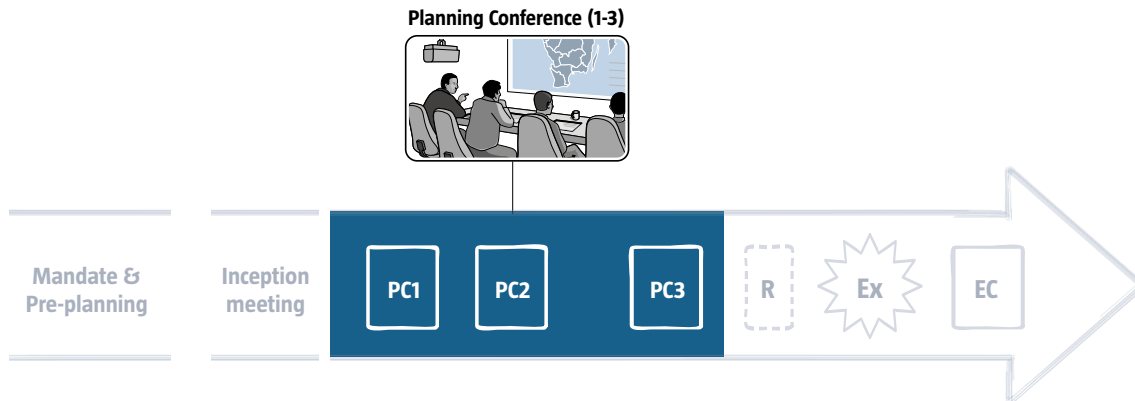 Planning Conference (1-3)
Mandate &
Pre-planning
Inception
meeting
PC1
PC2
PC3
R
Ex
EC